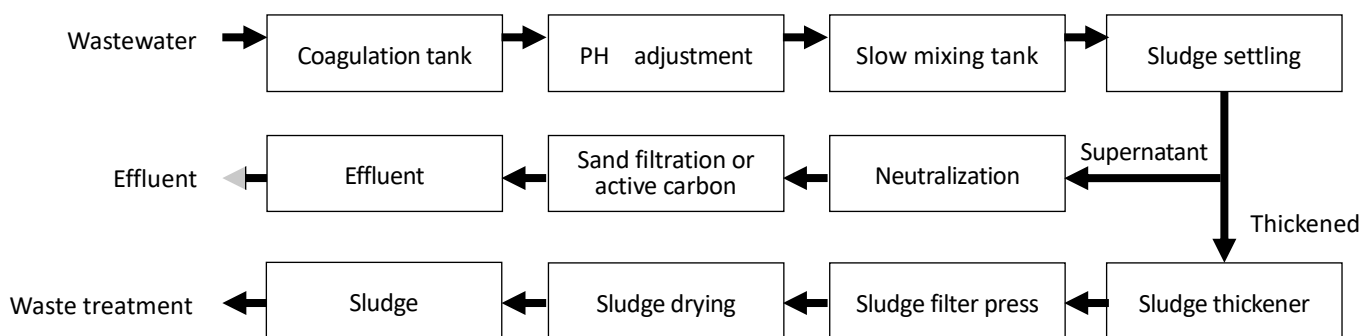 Wastewater
Coagulation tank
PH adjustment
Slow mixing tank
Sludge settling
Supernatant
Effluent
Effluent
Sand filtration or
active carbon
Neutralization
Thickened
Waste treatment
Sludge
Sludge drying
Sludge filter press
Sludge thickener